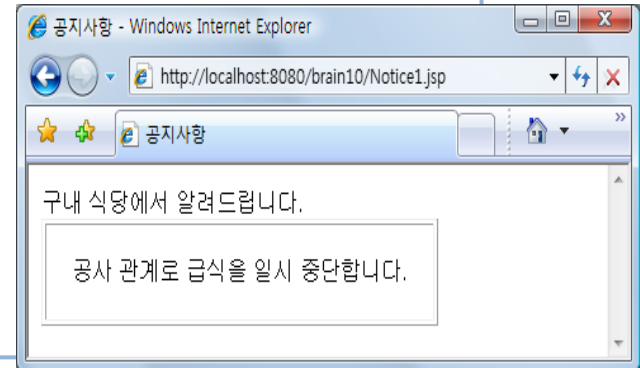 공지사항 - Windows Internet Explorer
http://localhost:8080/brain10/Notice1.jsp
공지사항
구내 식당에서 알려드립니다.
공사 관계로 급식을 일시 중단합니다.